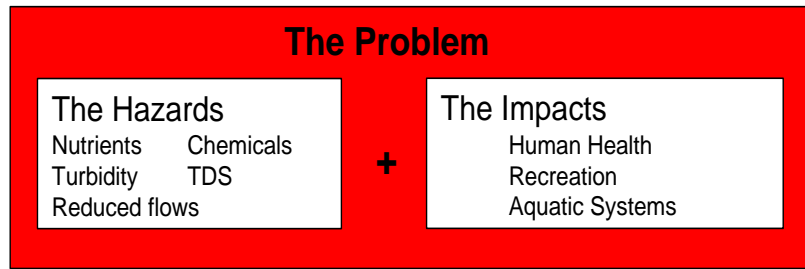 The Problem
The Hazards
Nutrients Chemicals
Turbidity TDS
Reduced flows
+
The Impacts
Human Health
Recreation
Aquatic Systems